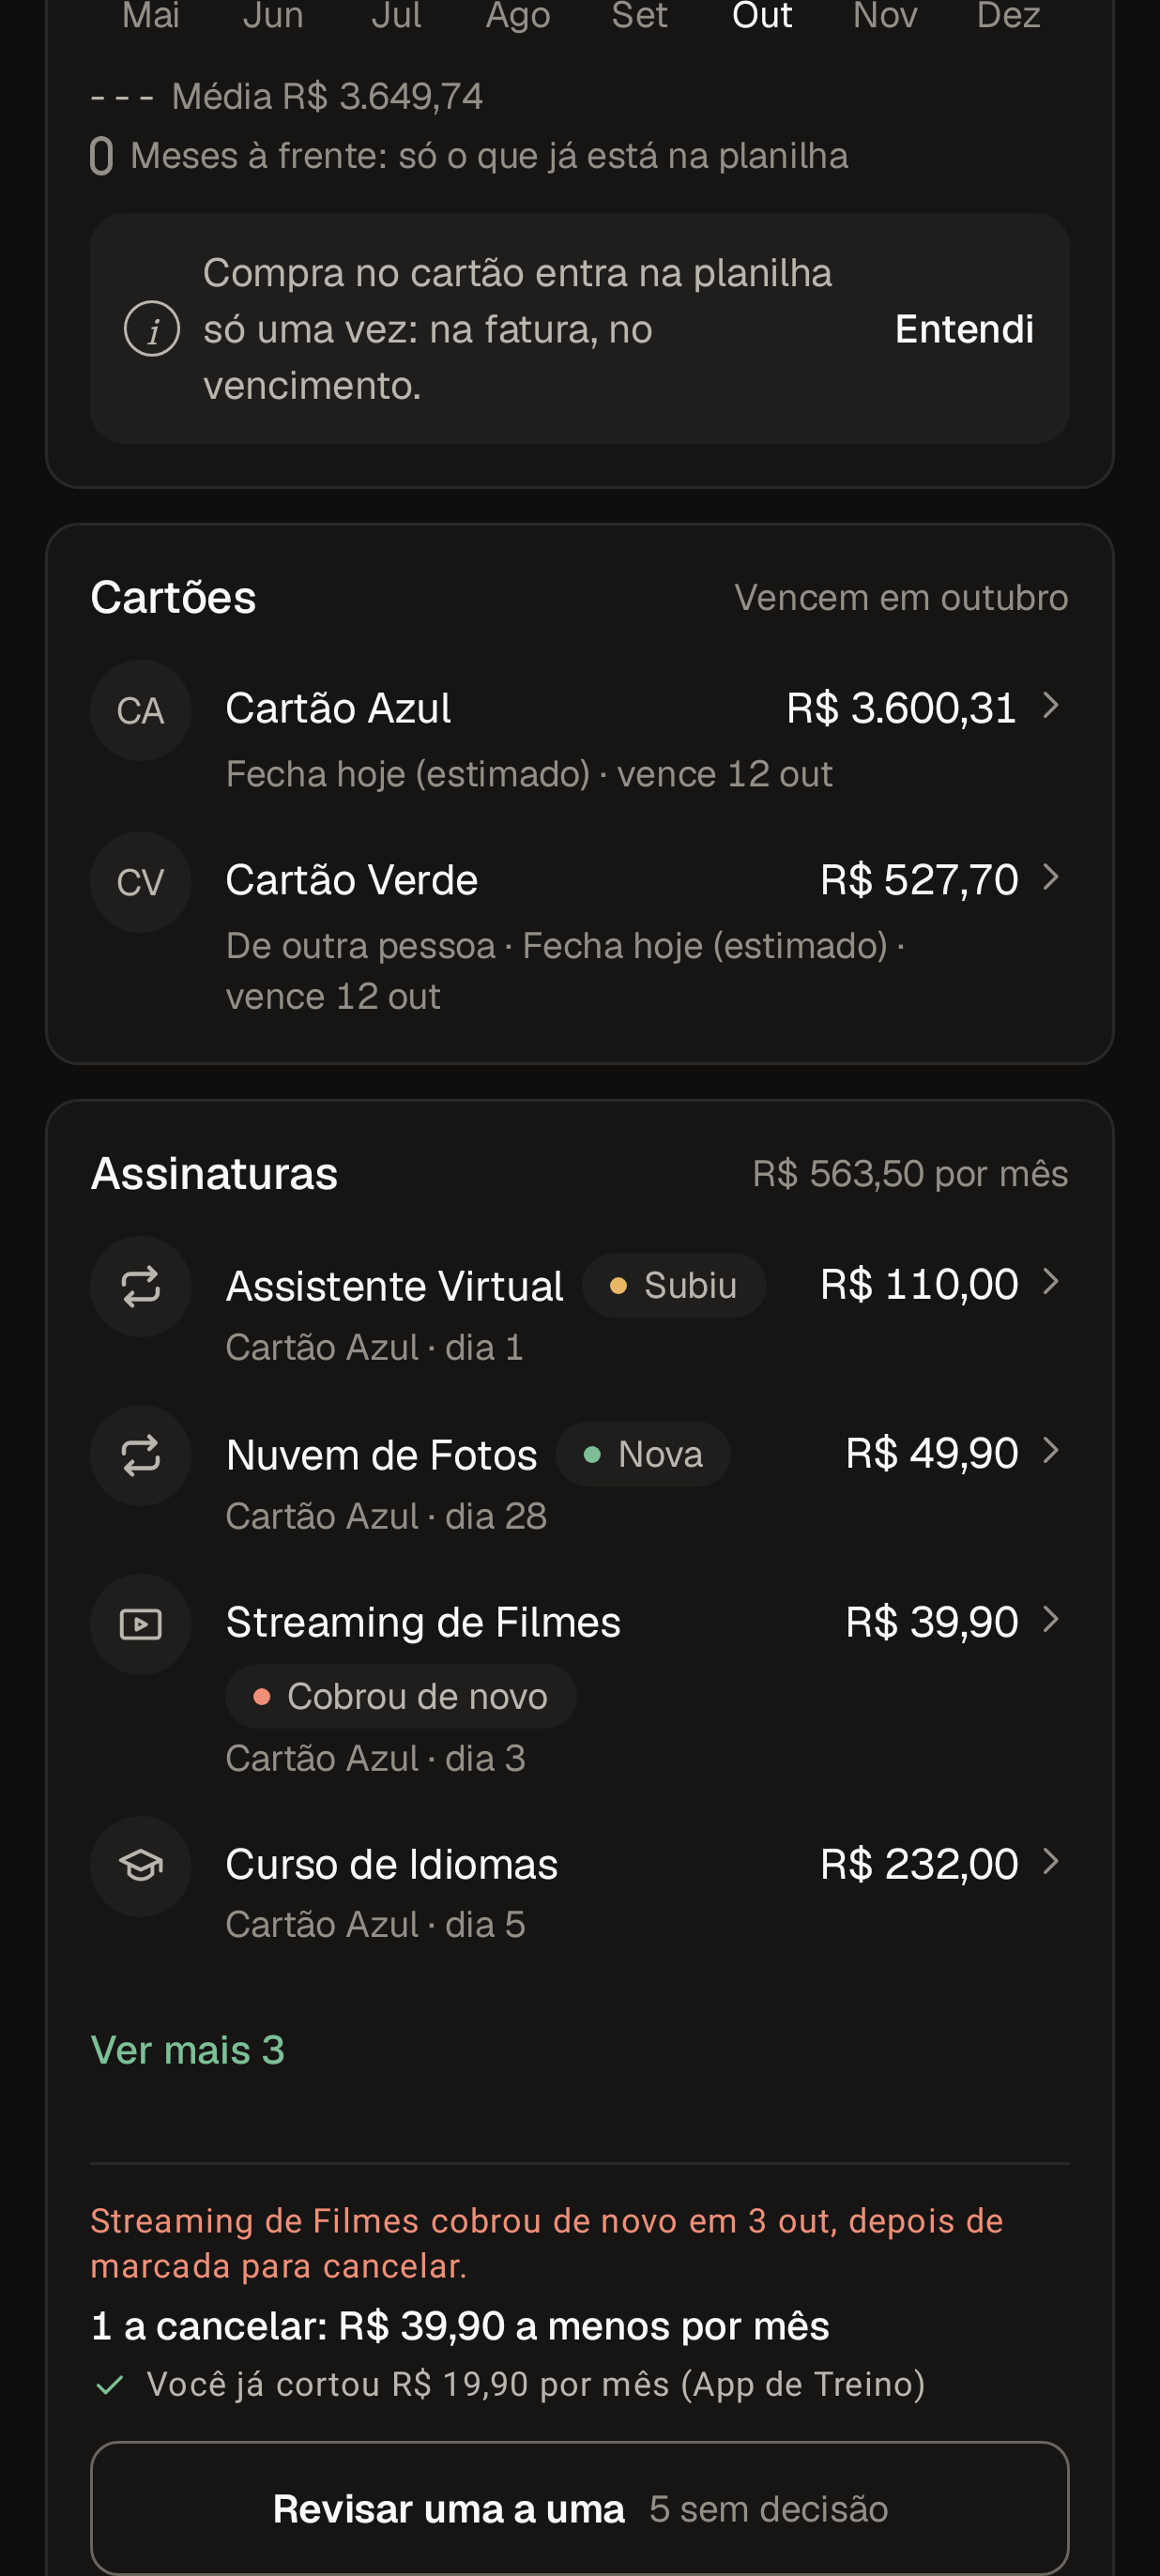 Mai Jun Jul Ago Set Out Nov Dez
--- Média R$ 3.649,74
Meses à frente: só o que já está na planilha
Compra no cartão entra na planilha
só uma vez: na fatura, no
vencimento.
Entendi
Cartões
Vencem em outubro
CA
Cartão Azul
R$ 3.600,31
Fecha hoje (estimado) · vence 12 out
CV
Cartão Verde
R$ 527,70
De outra pessoa · Fecha hoje (estimado) ·
vence 12 out
Assinaturas
R$ 563,50 por mês
Assistente Virtual
Subiu
R$ 110,00
Cartão Azul · dia 1
Nuvem de Fotos
Nova
R$ 49,90
Cartão Azul · dia 28
Streaming de Filmes
R$ 39,90
Cobrou de novo
Cartão Azul · dia 3
Curso de Idiomas
R$ 232,00
Cartão Azul · dia 5
Ver mais 3
Streaming de Filmes cobrou de novo em 3 out, depois de
marcada para cancelar.
1 a cancelar: R$ 39,90 a menos por mês
Você já cortou R$ 19,90 por mês (App de Treino)
Revisar uma a uma 5 sem decisão